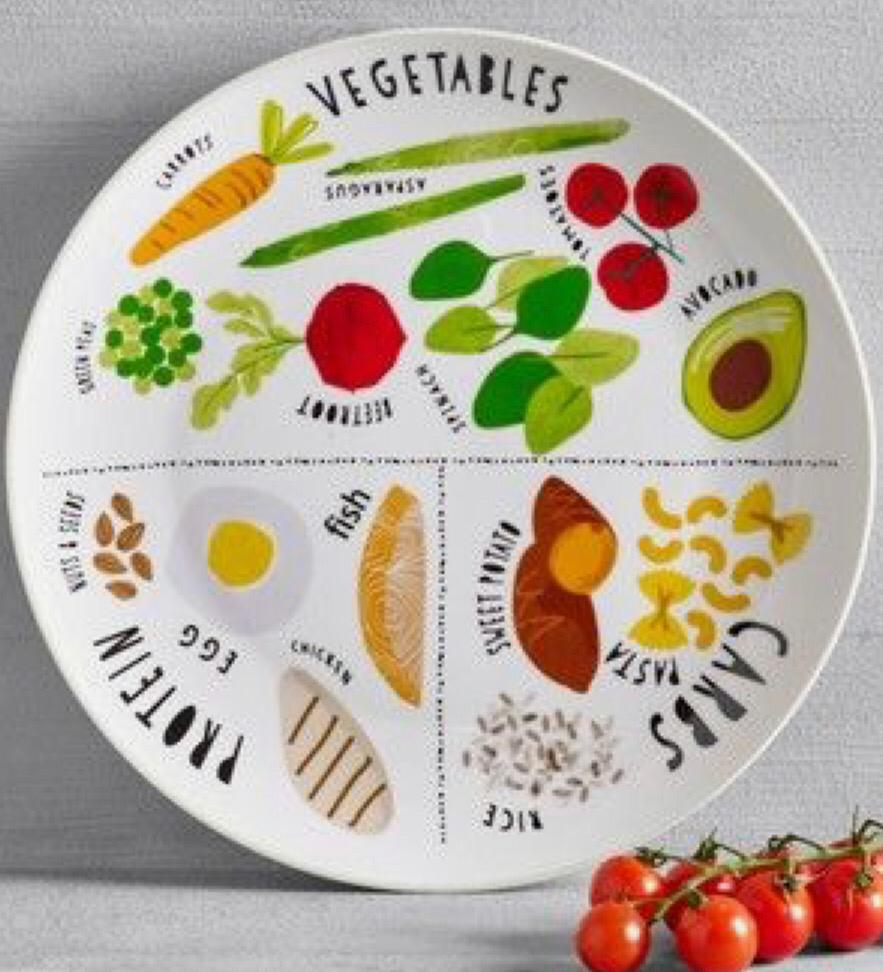 VEGETABLES
CARROTS
ASPARAGUS
TOMATOES
AVOCADO
GREEN PEAS
BEETROOT
SPINACH
NUTS & SEEDS
EGG
fish
CHICKEN
PROTEIN
SWEET POTATO
PASTA
RICE
CARBS